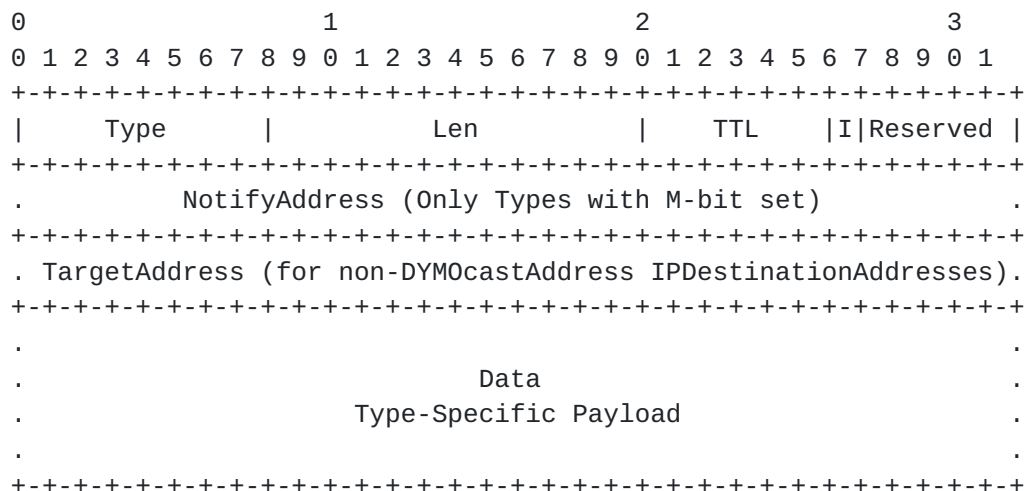 0                   1                   2                   3
0 1 2 3 4 5 6 7 8 9 0 1 2 3 4 5 6 7 8 9 0 1 2 3 4 5 6 7 8 9 0 1
+-+-+-+-+-+-+-+-+-+-+-+-+-+-+-+-+-+-+-+-+-+-+-+-+-+-+-+-+-+-+-+-+
|     Type      |          Len          |    TTL    |I|Reserved |
+-+-+-+-+-+-+-+-+-+-+-+-+-+-+-+-+-+-+-+-+-+-+-+-+-+-+-+-+-+-+-+-+
.          NotifyAddress (Only Types with M-bit set)            .
+-+-+-+-+-+-+-+-+-+-+-+-+-+-+-+-+-+-+-+-+-+-+-+-+-+-+-+-+-+-+-+-+
. TargetAddress (for non-DYMOcastAddress IPDestinationAddresses).
+-+-+-+-+-+-+-+-+-+-+-+-+-+-+-+-+-+-+-+-+-+-+-+-+-+-+-+-+-+-+-+-+
.                                                               .
.                             Data                              .
.                     Type-Specific Payload                     .
.                                                               .
+-+-+-+-+-+-+-+-+-+-+-+-+-+-+-+-+-+-+-+-+-+-+-+-+-+-+-+-+-+-+-+-+